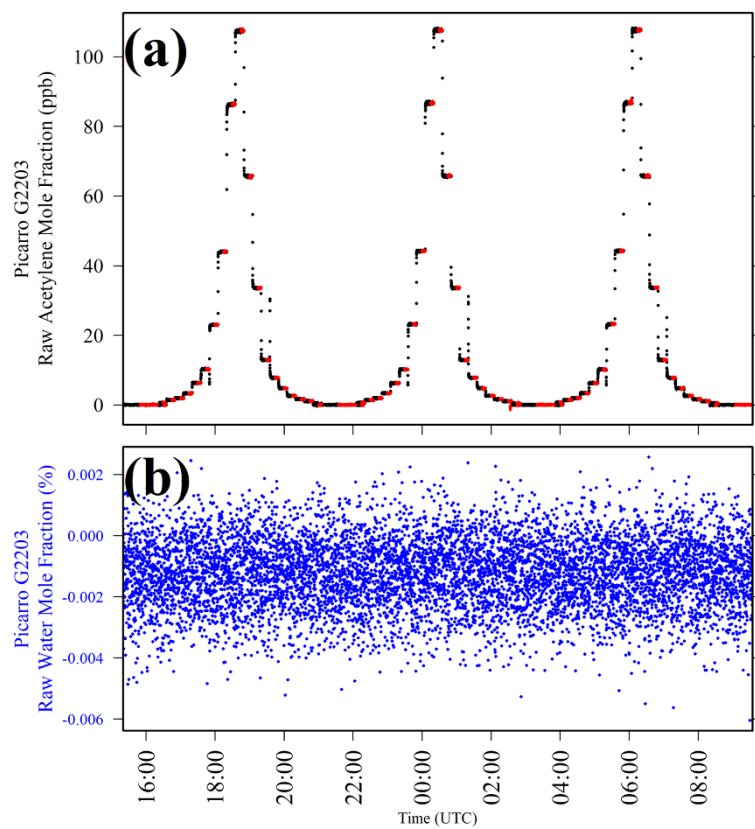 (a)
Picarro G2203
Raw Acetylene Mole Fraction (ppb)
100
80
60
40
20
0
(b)
Picarro G2203
Raw Water Mole Fraction (%)
0.002
0.000
-0.002
-0.004
-0.006
16:00
18:00
20:00
22:00
00:00
02:00
04:00
06:00
08:00
Time (UTC)